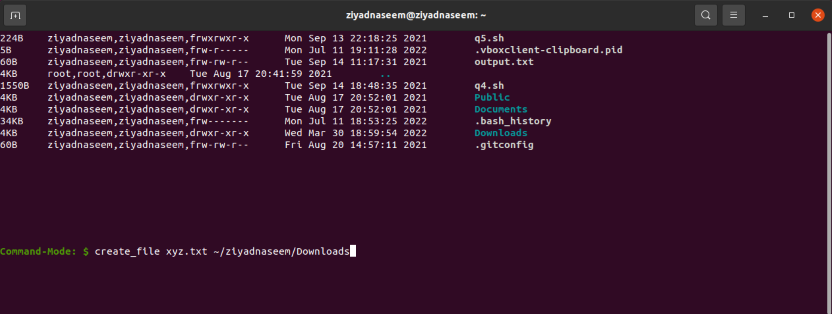 ziyadnaseem@ziyadnaseem: ~
224B ziyadnaseem,ziyadnaseem,frwxrwxr-x Mon Sep 13 22:18:25 2021 q5.sh
5B ziyadnaseem,ziyadnaseem,frw-r----- Mon Jul 11 19:11:28 2022 .vboxclient-clipboard.pid
60B ziyadnaseem,ziyadnaseem,frw-rw-r-- Tue Sep 14 11:17:31 2021 output.txt
4KB root,root,drwxr-xr-x Tue Aug 17 20:41:59 2021 ..
1550B ziyadnaseem,ziyadnaseem,frwxrwxr-x Tue Sep 14 18:48:35 2021 q4.sh
4KB ziyadnaseem,ziyadnaseem,drwxr-xr-x Tue Aug 17 20:52:01 2021 Public
4KB ziyadnaseem,ziyadnaseem,drwxr-xr-x Tue Aug 17 20:52:01 2021 Documents
34KB ziyadnaseem,ziyadnaseem,frw------- Mon Jul 11 18:53:25 2022 .bash_history
4KB ziyadnaseem,ziyadnaseem,drwxr-xr-x Wed Mar 30 18:59:54 2022 Downloads
60B ziyadnaseem,ziyadnaseem,frw-rw-r-- Fri Aug 20 14:57:11 2021 .gitconfig
Command-Mode: $ create_file xyz.txt ~/ziyadnaseem/Downloads